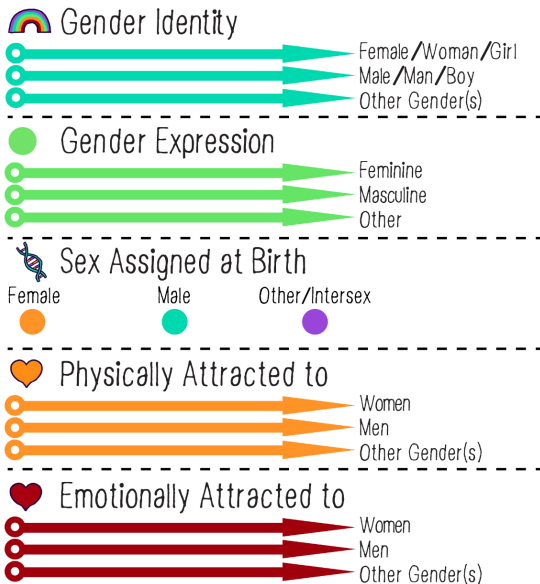 Gender Identity
Female/Woman/Girl
Male/Man/Boy
Other Gender(s)
Gender Expression
Feminine
Masculine
Other
Sex Assigned at Birth
Female Male Other/Intersex
Physically Attracted to
Women
Men
Other Gender(s)
Emotionally Attracted to
Women
Men
Other Gender(s)